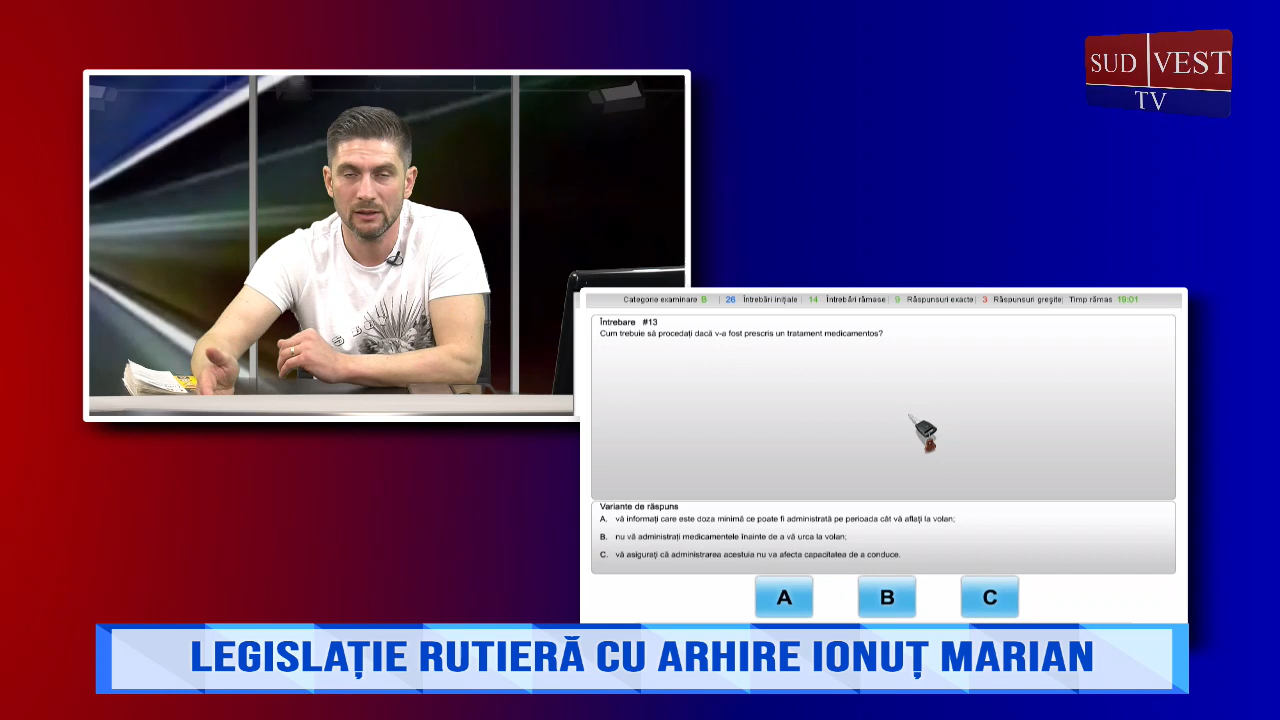 SUD VEST
TV
Categorie examinare B | 26 Întrebări inițiale | 14 Întrebări rămase | 9 Răspunsuri exacte | 3 Răspunsuri greșite | Timp rămas 19:01
Întrebare #13
Cum trebuie să procedați dacă v-a fost prescris un tratament medicamentos?
Variante de răspuns
A. vă informați care este doza minimă ce poate fi administrată pe perioada cât vă aflați la volan;
B. nu vă administrați medicamentele înainte de a vă urca la volan;
C. vă asigurați că administrarea acestuia nu va afecta capacitatea de a conduce.
A B C
LEGISLAȚIE RUTIERĂ CU ARHIRE IONUȚ MARIAN